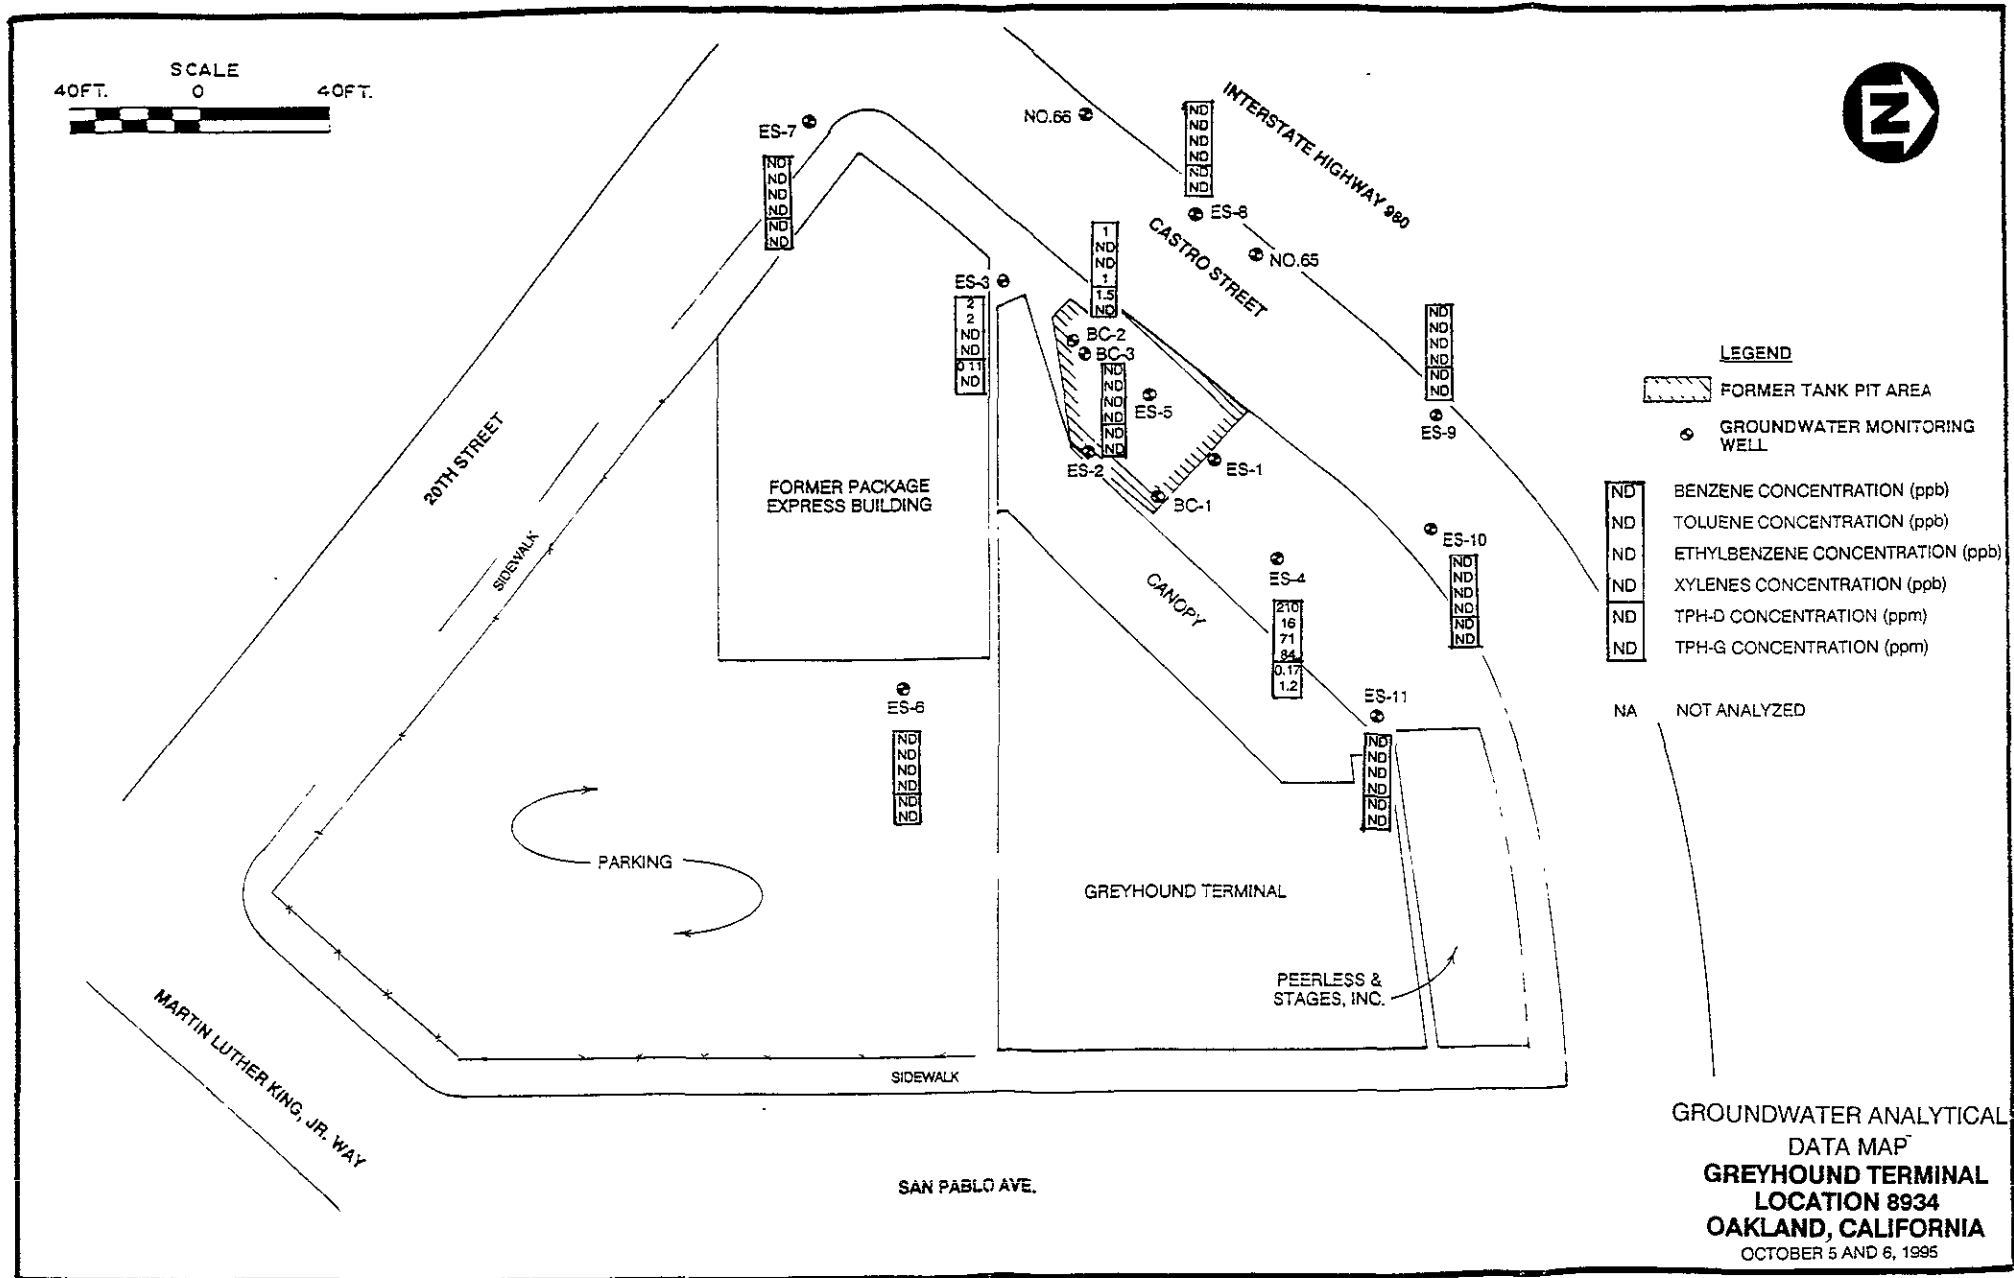 SCALE
40FT. 0 40FT.
N
ES-7
ND
ND
ND
ND
ND
ND
NO.66
ND
ND
ND
ND
ND
ND
INTERSTATE HIGHWAY 980
ES-8
CASTRO STREET
NO.65
ES-3
2
2
ND
ND
0.11
ND
1
ND
ND
1
1.5
ND
BC-2
BC-3
ND
ND
ND
ND
ND
ND
ES-5
ES-2
ES-1
BC-1
ND
ND
ND
ND
ND
ND
ES-9
ES-10
ND
ND
ND
ND
ND
ND
20TH STREET
SIDEWALK
FORMER PACKAGE
EXPRESS BUILDING
CANOPY
ES-4
210
16
71
84
0.17
1.2
ES-11
ND
ND
ND
ND
ND
ND
ES-6
ND
ND
ND
ND
ND
ND
PARKING
GREYHOUND TERMINAL
PEERLESS &
STAGES, INC.
SIDEWALK
MARTIN LUTHER KING, JR. WAY
SAN PABLO AVE.
LEGEND
FORMER TANK PIT AREA
GROUNDWATER MONITORING
WELL
ND BENZENE CONCENTRATION (ppb)
ND TOLUENE CONCENTRATION (ppb)
ND ETHYLBENZENE CONCENTRATION (ppb)
ND XYLENES CONCENTRATION (ppb)
ND TPH-D CONCENTRATION (ppm)
ND TPH-G CONCENTRATION (ppm)
NA NOT ANALYZED
GROUNDWATER ANALYTICAL
DATA MAP
GREYHOUND TERMINAL
LOCATION 8934
OAKLAND, CALIFORNIA
OCTOBER 5 AND 6, 1995